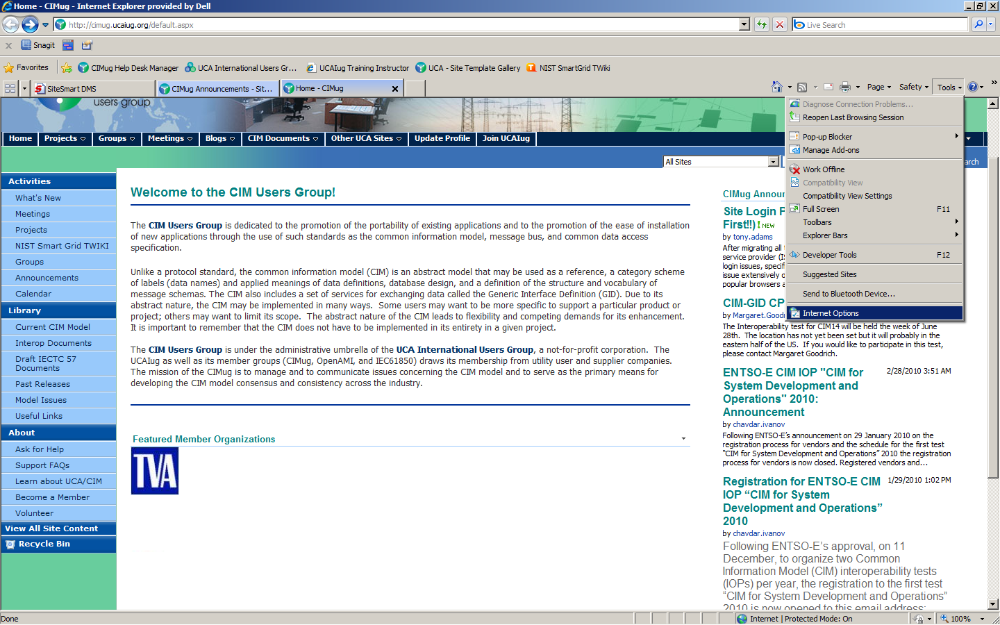 Home - CIMug - Internet Explorer provided by Dell
http://cimug.ucaiug.org/default.aspx
Live Search
Snagit
Favorites
CIMug Help Desk Manager
UCA International Users Gr...
UCAIug Training Instructor
UCA - Site Template Gallery
NIST SmartGrid TWiki
SiteSmart DMS
CIMug Announcements - Sit...
Home - CIMug
Page
Safety
Tools
users group
Home
Projects
Groups
Meetings
Blogs
CIM Documents
Other UCA Sites
Update Profile
Join UCAIug
All Sites
arch
Diagnose Connection Problems...
Reopen Last Browsing Session
Pop-up Blocker
Manage Add-ons
Work Offline
Compatibility View
Compatibility View Settings
Full Screen F11
Toolbars
Explorer Bars
Developer Tools F12
Suggested Sites
Send to Bluetooth Device...
Internet Options
Activities
What's New
Meetings
Projects
NIST Smart Grid TWIKI
Groups
Announcements
Calendar
Library
Current CIM Model
Interop Documents
Draft IECTC 57
Documents
Past Releases
Model Issues
Useful Links
About
Ask for Help
Support FAQs
Learn about UCA/CIM
Become a Member
Volunteer
View All Site Content
Recycle Bin
Welcome to the CIM Users Group!
The CIM Users Group is dedicated to the promotion of the portability of existing applications and to the promotion of the ease of installation
of new applications through the use of such standards as the common information model, message bus, and common data access
specification.
Unlike a protocol standard, the common information model (CIM) is an abstract model that may be used as a reference, a category scheme
of labels (data names) and applied meanings of data definitions, database design, and a definition of the structure and vocabulary of
message schemas. The CIM also includes a set of services for exchanging data called the Generic Interface Definition (GID). Due to its
abstract nature, the CIM may be implemented in many ways. Some users may want to be more specific to support a particular product or
project; others may want to limit its scope. The abstract nature of the CIM leads to flexibility and competing demands for its enhancement.
It is important to remember that the CIM does not have to be implemented in its entirety in a given project.
The CIM Users Group is under the administrative umbrella of the UCA International Users Group, a not-for-profit corporation. The
UCAIug as well as its member groups (CIMug, OpenAMI, and IEC61850) draws its membership from utility user and supplier companies.
The mission of the CIMug is to manage and to communicate issues concerning the CIM model and to serve as the primary means for
developing the CIM model consensus and consistency across the industry.
Featured Member Organizations
TVA
CIMug Annou
Site Login F
First!!) ! NEW
by tony.adams
After migrating all
service provider (IS
login issues, specif
issue extensively o
popular browsers a
CIM-GID CP
by Margaret.Good
The Interoperability test for CIM14 will be held the week of June
28th. The location has not yet been set but it will probably in the
eastern half of the US. If you would like to participate in this test,
please contact Margaret Goodrich.
ENTSO-E CIM IOP "CIM for 2/28/2010 3:51 AM
System Development and
Operations" 2010:
Announcement
by chavdar.ivanov
Following ENTSO-E's announcement on 29 January 2010 on the
registration process for vendors and the schedule for the first test
“CIM for System Development and Operations” 2010 the registration
process for vendors is now closed. Registered vendors and...
Registration for ENTSO-E CIM 1/29/2010 1:02 PM
IOP “CIM for System
Development and Operations”
2010
by chavdar.ivanov
Following ENTSO-E’s approval, on 11
December, to organize two Common
Information Model (CIM) interoperability tests
(IOPs) per year, the registration to the first test
“CIM for System Development and Operations”
2010 is now opened to this email address:
Done
Internet | Protected Mode: On
100%